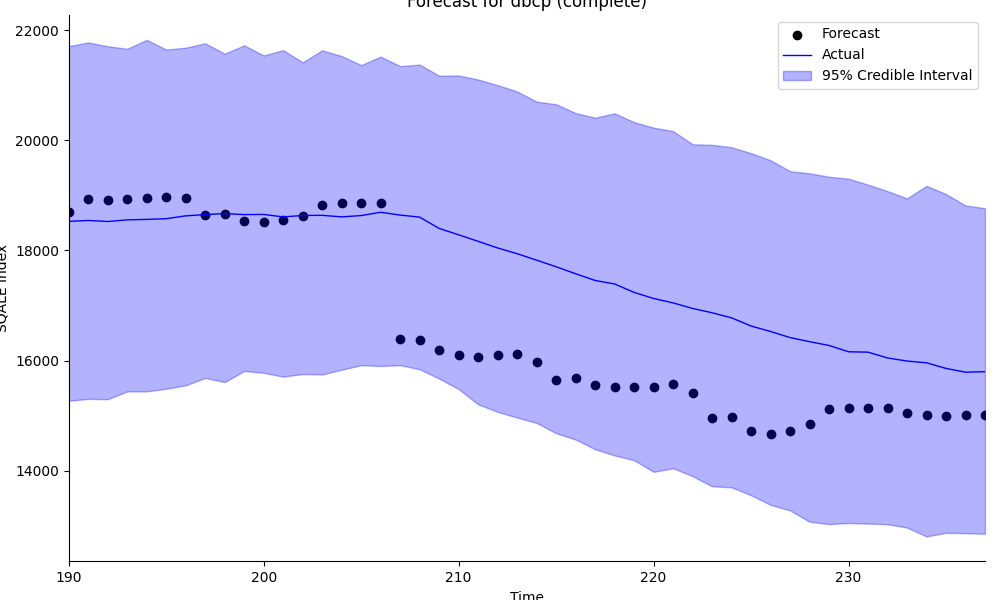 Forecast for dbcp (complete)
22000
20000
18000
16000
14000
SQALE Index
190
200
210
220
230
Time
Forecast
Actual
95% Credible Interval